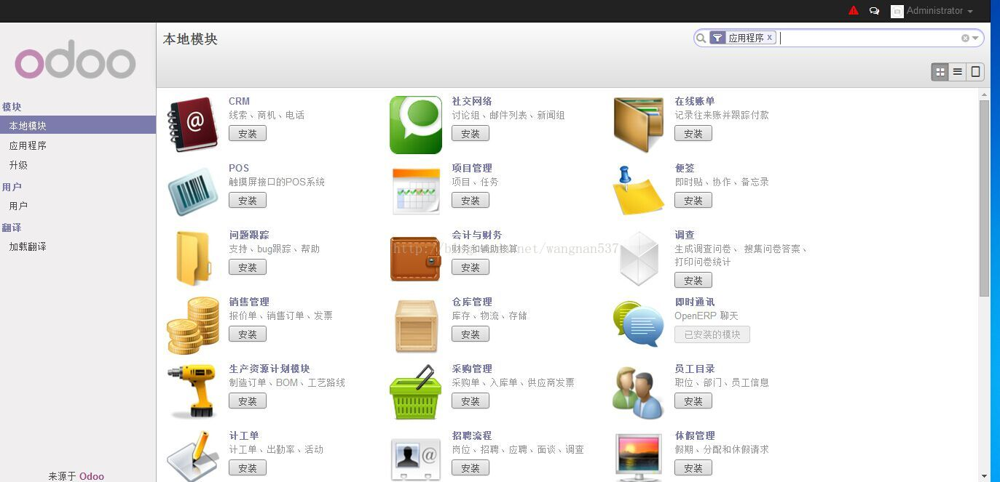 Administrator
odoo
本地模块
应用程序 x
模块
本地模块
应用程序
升级
用户
用户
翻译
加载翻译
来源于 Odoo
CRM
线索、商机、电话
安装
社交网络
讨论组、邮件列表、新闻组
安装
在线账单
记录往来账并跟踪付款
安装
POS
触摸屏接口的POS系统
安装
项目管理
项目、任务
安装
便签
即时贴、协作、备忘录
安装
问题跟踪
支持、bug跟踪、帮助
安装
会计与财务
财务和辅助核算
安装
调查
生成调查问卷、 搜集问卷答案、
打印问卷统计
安装
销售管理
报价单、销售订单、发票
安装
仓库管理
库存、物流、存储
安装
即时通讯
OpenERP 聊天
已安装的模块
生产资源计划模块
制造订单、BOM、工艺路线
安装
采购管理
采购单、入库单、供应商发票
安装
员工目录
职位、部门、员工信息
安装
计工单
计工单、出勤率、活动
安装
招聘流程
岗位、招聘、应聘、面谈、调查
安装
休假管理
假期、分配和休假请求
安装